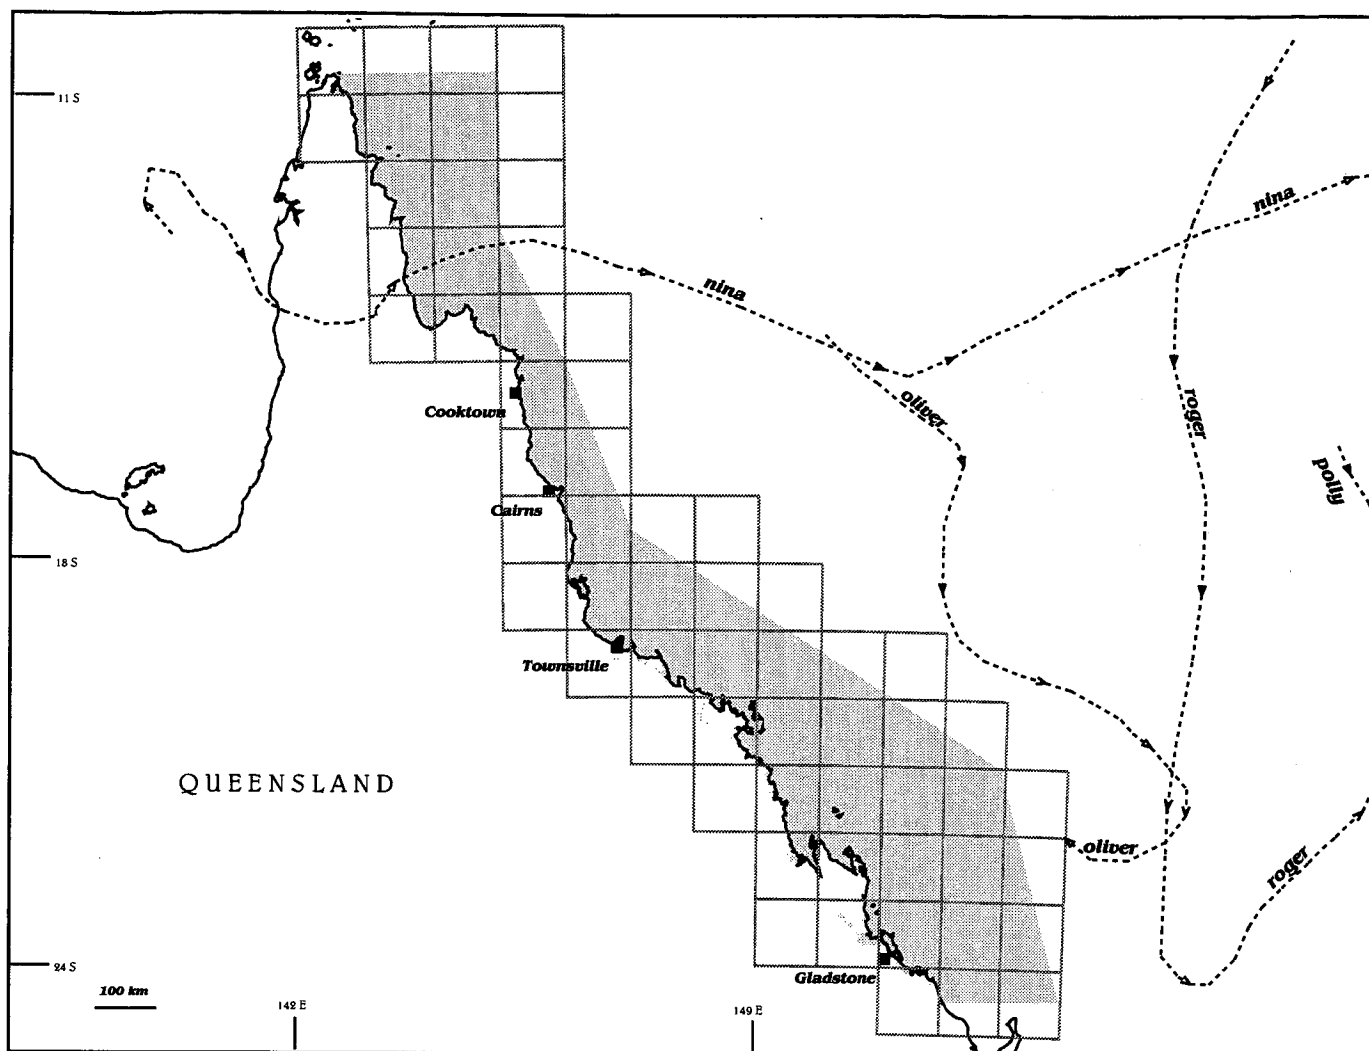 11 S
nina
nina
oliver
roger
Cooktown
polly
Cairns
18 S
Townsville
QUEENSLAND
oliver
roger
Gladstone
24 S
100 km
142 E
149 E